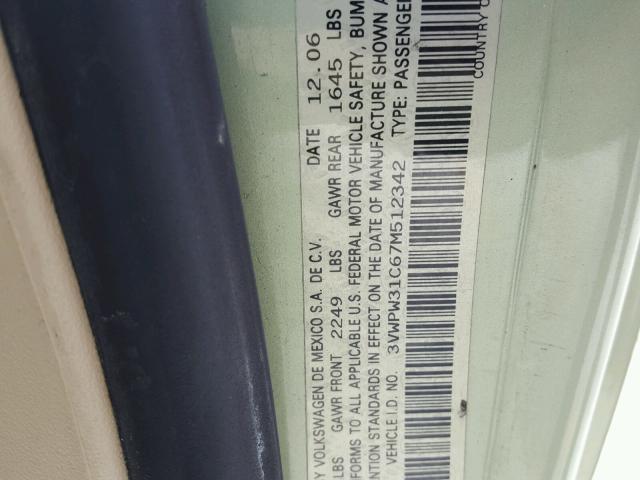 Y VOLKSWAGEN DE MEXICO S.A. DE C.V. DATE 12.06
LBS GAWR FRONT 2249 LBS GAWR REAR 1645 LBS
FORMS TO ALL APPLICABLE U.S. FEDERAL MOTOR VEHICLE SAFETY, BUM
ENTION STANDARDS IN EFFECT ON THE DATE OF MANUFACTURE SHOWN A
VEHICLE I.D. NO. 3VWPW31C67M512342 TYPE: PASSENGER
COUNTRY O